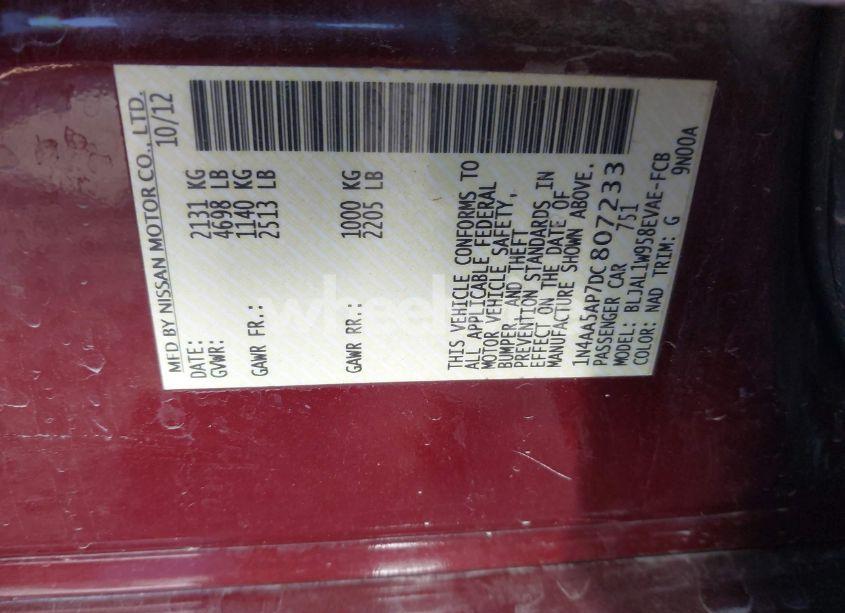 MFD BY NISSAN MOTOR CO., LTD.
DATE: 10/12
GVWR: 2131 KG
4698 LB
GAWR FR.: 1140 KG
2513 LB
GAWR RR.: 1000 KG
2205 LB
THIS VEHICLE CONFORMS TO
ALL APPLICABLE FEDERAL
MOTOR VEHICLE SAFETY,
BUMPER, AND THEFT
PREVENTION STANDARDS IN
EFFECT ON THE DATE OF
MANUFACTURE SHOWN ABOVE.
1N4AA5AP7DC807233
PASSENGER CAR 751
MODEL: BLJAL1W958EVAE-FCB
COLOR: NAD TRIM: G 9N00A